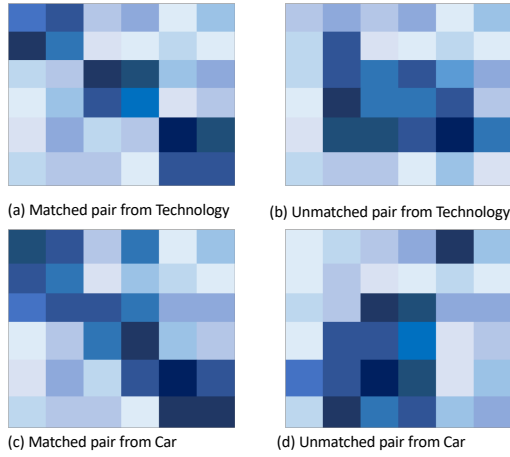 (a) Matched pair from Technology
(b) Unmatched pair from Technology
(c) Matched pair from Car
(d) Unmatched pair from Car